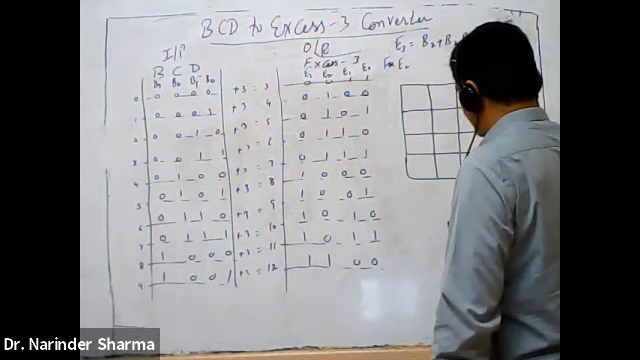 BCD to Excess-3 Converter
I/P O/P
BCD Excess-3
B3 B2 B1 B0 E3 E2 E1 E0
E3 = B3 + B2
For E2
0 0 0 0 0 +3 = 3 0 0 1 1
1 0 0 0 1 +3 = 4 0 1 0 0
2 0 0 1 0 +3 = 5 0 1 0 1
3 0 0 1 1 +3 = 6 0 1 1 0
4 0 1 0 0 +3 = 7 0 1 1 1
5 0 1 0 1 +3 = 8 1 0 0 0
6 0 1 1 0 +3 = 9 1 0 0 1
7 0 1 1 1 +3 = 10 1 0 1 0
8 1 0 0 0 +3 = 11 1 0 1 1
9 1 0 0 1 +3 = 12 1 1 0 0
Dr. Narinder Sharma